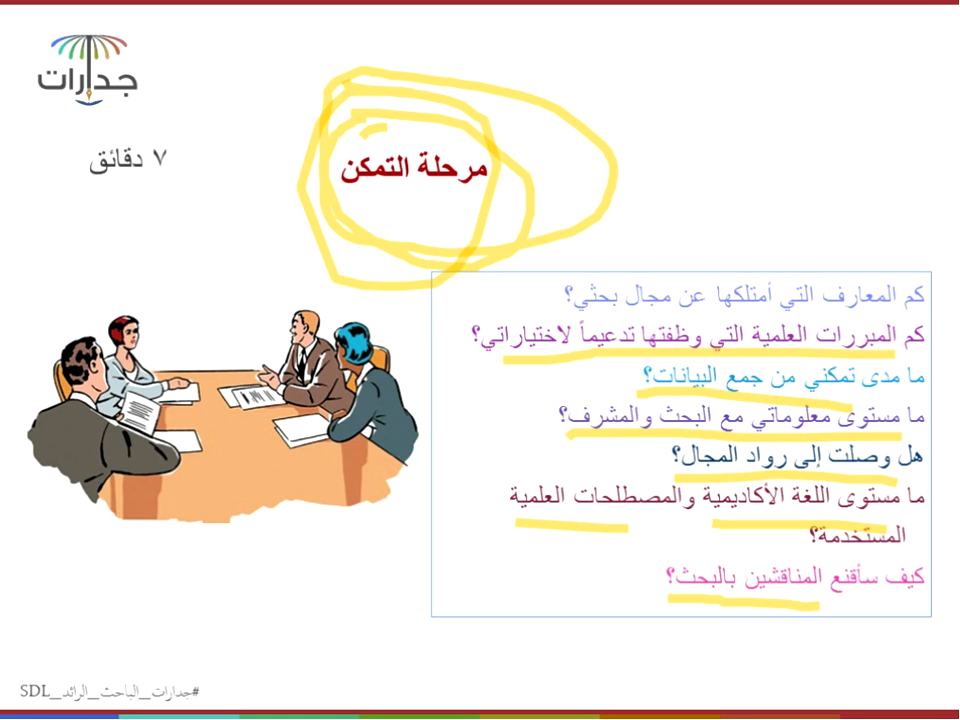 جدارات
٧ دقائق
مرحلة التمكن
كم المعارف التي أمتلكها عن مجال بحثي؟
كم المبررات العلمية التي وظفتها تدعيماً لاختياراتي؟
ما مدى تمكني من جمع البيانات؟
ما مستوى معلوماتي مع البحث والمشرف؟
هل وصلت إلى رواد المجال؟
ما مستوى اللغة الأكاديمية والمصطلحات العلمية
المستخدمة؟
كيف سأقنع المناقشين بالبحث؟
#جدارات_الباحث_الرائد_SDL